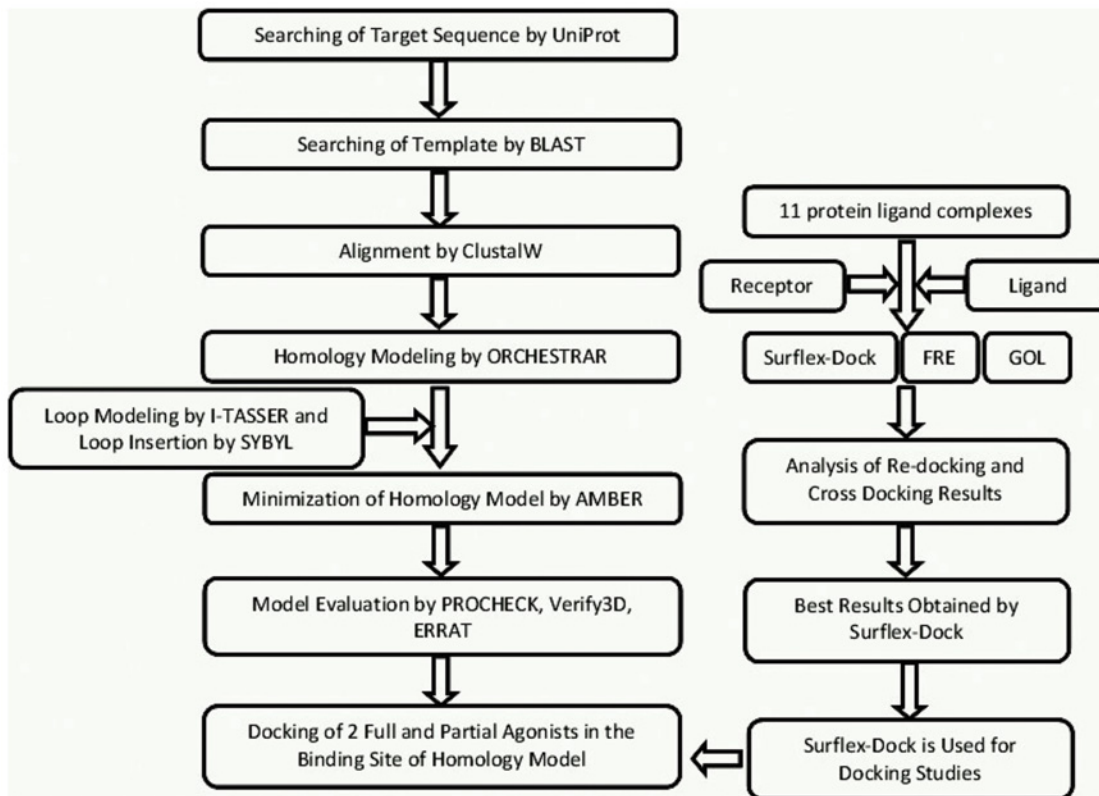 Searching of Target Sequence by UniProt
Searching of Template by BLAST
Alignment by ClustalW
Homology Modeling by ORCHESTRAR
Loop Modeling by I-TASSER and
Loop Insertion by SYBYL
Minimization of Homology Model by AMBER
Model Evaluation by PROCHECK, Verify3D,
ERRAT
Docking of 2 Full and Partial Agonists in the
Binding Site of Homology Model
11 protein ligand complexes
Receptor
Ligand
Surflex-Dock
FRE
GOL
Analysis of Re-docking and
Cross Docking Results
Best Results Obtained by
Surflex-Dock
Surflex-Dock is Used for
Docking Studies